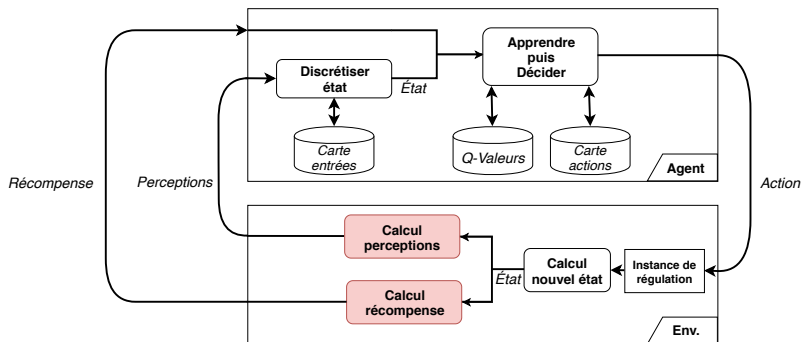 Apprendre
puis
Décider
Discrétiser
état
État
Carte
entrées
Q-Valeurs
Carte
actions
Agent
Récompense
Perceptions
Action
Calcul
perceptions
Calcul
récompense
État
Calcul
nouvel état
Instance de
régulation
Env.